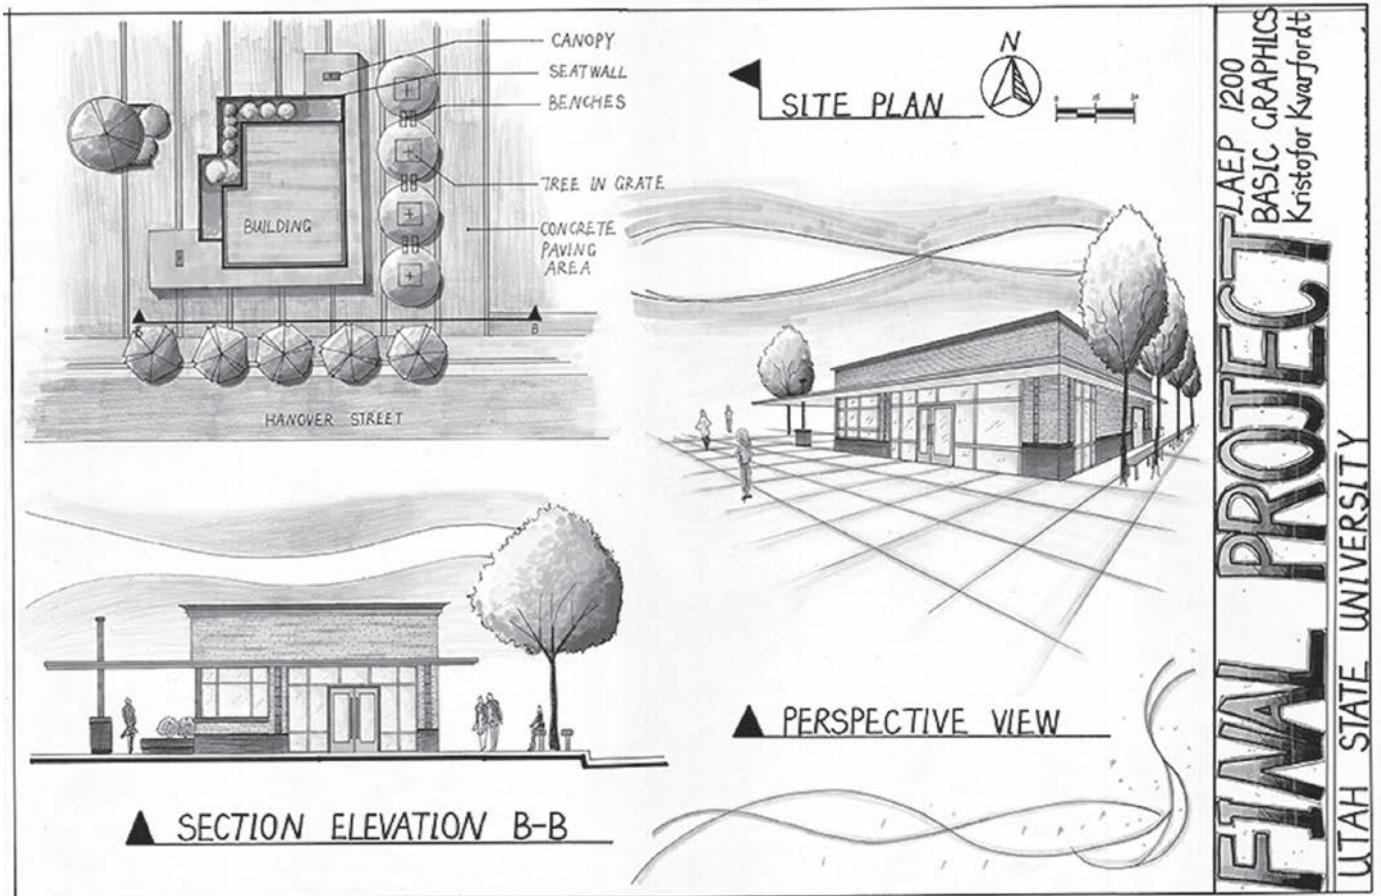 CANOPY
SEATWALL
BENCHES
TREE IN GRATE
CONCRETE
PAVING
AREA
BUILDING
B
HANOVER STREET
SITE PLAN
N
PERSPECTIVE VIEW
SECTION ELEVATION B-B
LAEP 1200
BASIC GRAPHICS
Kristofor Kvarfordt
FINAL PROJECT
UTAH STATE UNIVERSITY